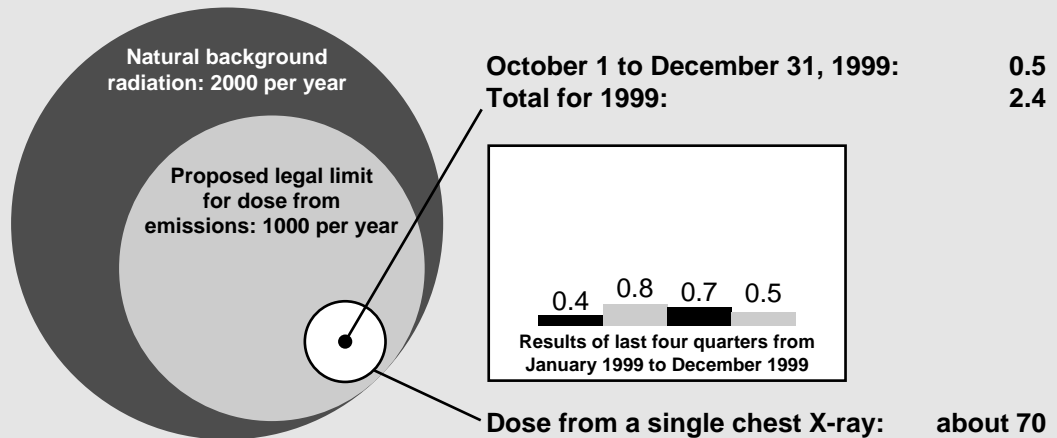 Natural background
radiation: 2000 per year
Proposed legal limit
for dose from
emissions: 1000 per year
October 1 to December 31, 1999: 0.5
Total for 1999: 2.4
0.4 0.8 0.7 0.5
Results of last four quarters from
January 1999 to December 1999
Dose from a single chest X-ray: about 70